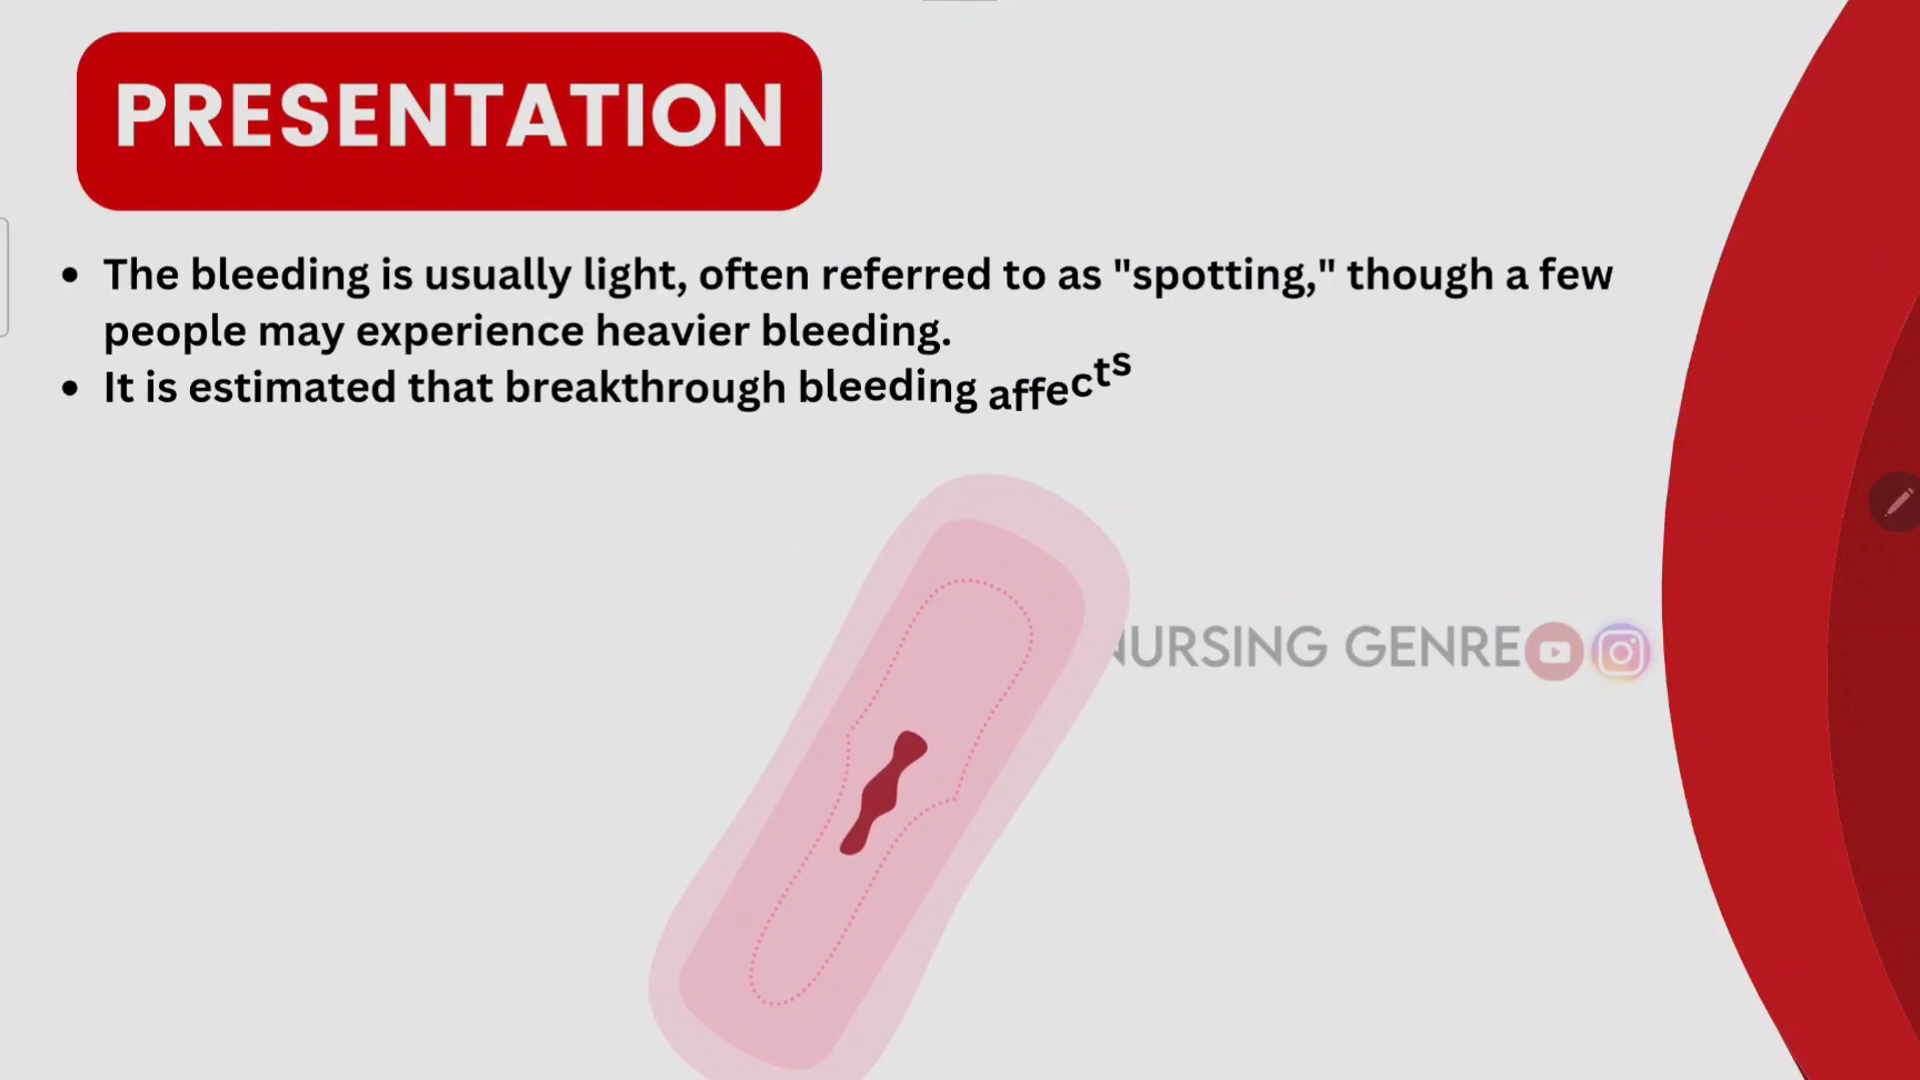 PRESENTATION
The bleeding is usually light, often referred to as "spotting," though a few
people may experience heavier bleeding.
It is estimated that breakthrough bleeding affects
NURSING GENRE